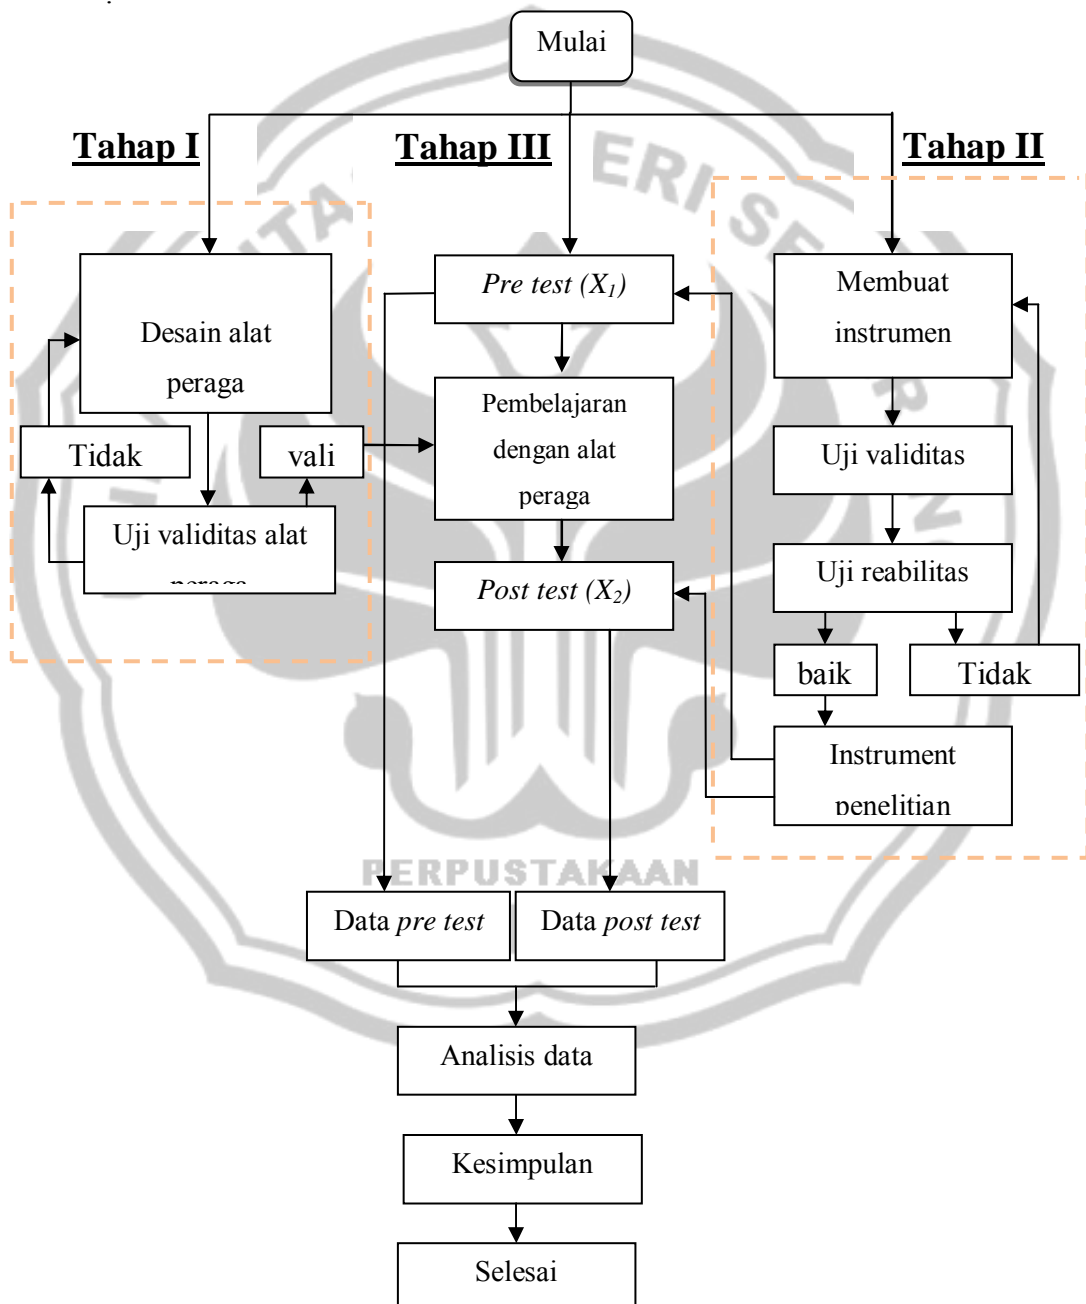 Mulai
Tahap I
Tahap III
Tahap II
Desain alat
peraga
Tidak
vali
Uji validitas alat
peraga
Pre test (X₁)
Pembelajaran
dengan alat
peraga
Post test (X₂)
Membuat
instrumen
Uji validitas
Uji reabilitas
baik
Tidak
Instrument
penelitian
PERPUSTAKAAN
Data pre test
Data post test
Analisis data
Kesimpulan
Selesai